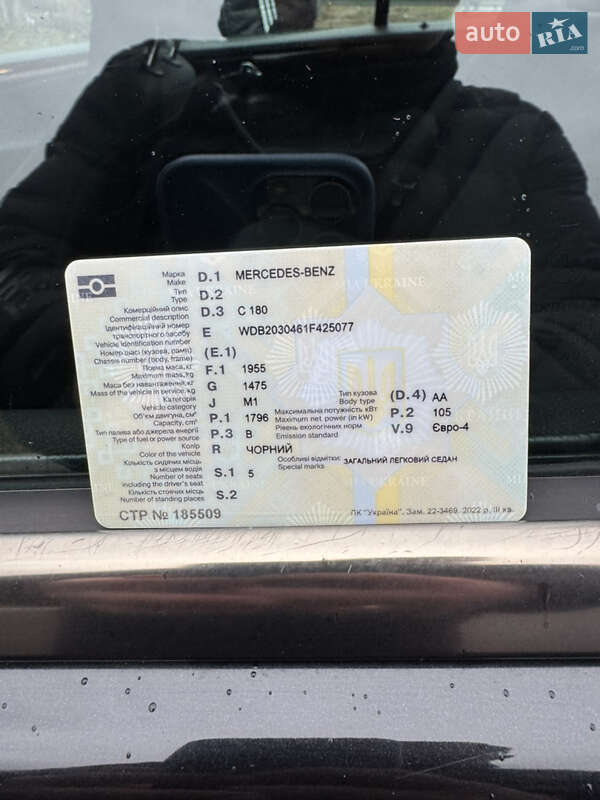 auto RIA.com
Марка D.1 MERCEDES-BENZ
Make
Тип D.2
Type
Комерційний опис D.3 C 180
Commercial description
Ідентифікаційний номер
транспортного засобу E WDB2030461F425077
Vehicle identification number
Номер шасі (кузова, рами) (E.1)
Chassis number (body, frame)
Повна маса, кг F.1 1955
Maximum mass, kg
Маса без навантаження, кг G 1475
Mass of the vehicle in service, kg
Категорія J M1
Vehicle category
Об'єм двигуна, см³ P.1 1796
Capacity, cm³
Тип палива або джерела енергії P.3 B
Type of fuel or power source
Колір R ЧОРНИЙ
Color of the vehicle
Кількість сидячих місць
з місцем водія S.1 5
Number of seats
including the driver's seat
Кількість стоячих місць S.2
Number of standing places
Тип кузова (D.4) AA
Body type
Максимальна потужність кВт P.2 105
Maximum net power (in kW)
Рівень екологічних норм V.9 Євро-4
Emission standard
Особливі відмітки: ЗАГАЛЬНИЙ ЛЕГКОВИЙ СЕДАН
Special marks
СТР № 185509
ПК "Україна". Зам. 22-3469. 2022 р. III кв.
MIA UKRAINE